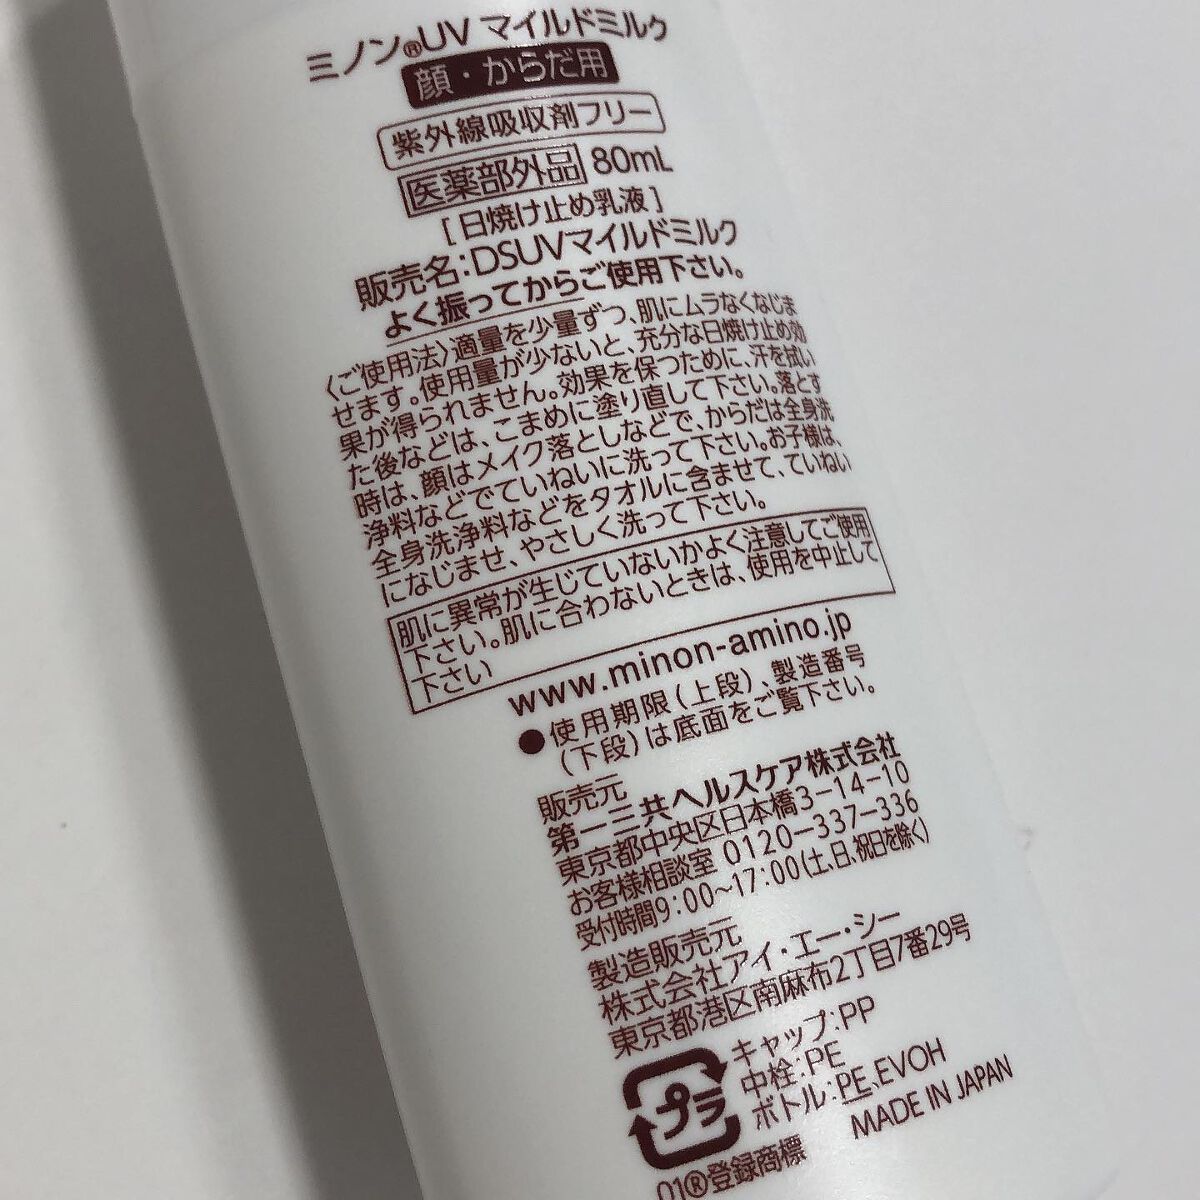 ミノン®UV マイルドミルク
顔・からだ用
紫外線吸収剤フリー
医薬部外品 80mL
[日焼け止め乳液]
販売名:DSUVマイルドミルク
よく振ってからご使用下さい。
〈ご使用法〉適量を少量ずつ、肌にムラなくなじま
せます。使用量が少ないと、充分な日焼け止め効
果が得られません。効果を保つために、汗を拭い
た後などは、こまめに塗り直して下さい。落とす
時は、顔はメイク落としなどで、からだは全身洗
浄料などでていねいに洗って下さい。お子様は、
全身洗浄料などをタオルに含ませて、ていねい
になじませ、やさしく洗って下さい。
肌に異常が生じていないかよく注意してご使用
下さい。肌に合わないときは、使用を中止して
下さい
www.minon-amino.jp
●使用期限(上段)、製造番号
(下段)は底面をご覧下さい。
販売元
第一三共ヘルスケア株式会社
東京都中央区日本橋3-14-10
お客様相談室 0120-337-336
受付時間9:00~17:00(土、日、祝日を除く)
製造販売元
株式会社アイ・エー・シー
東京都港区南麻布2丁目7番29号
プラ
キャップ:PP
中栓:PE
ボトル:PE、EVOH
MADE IN JAPAN
01®登録商標